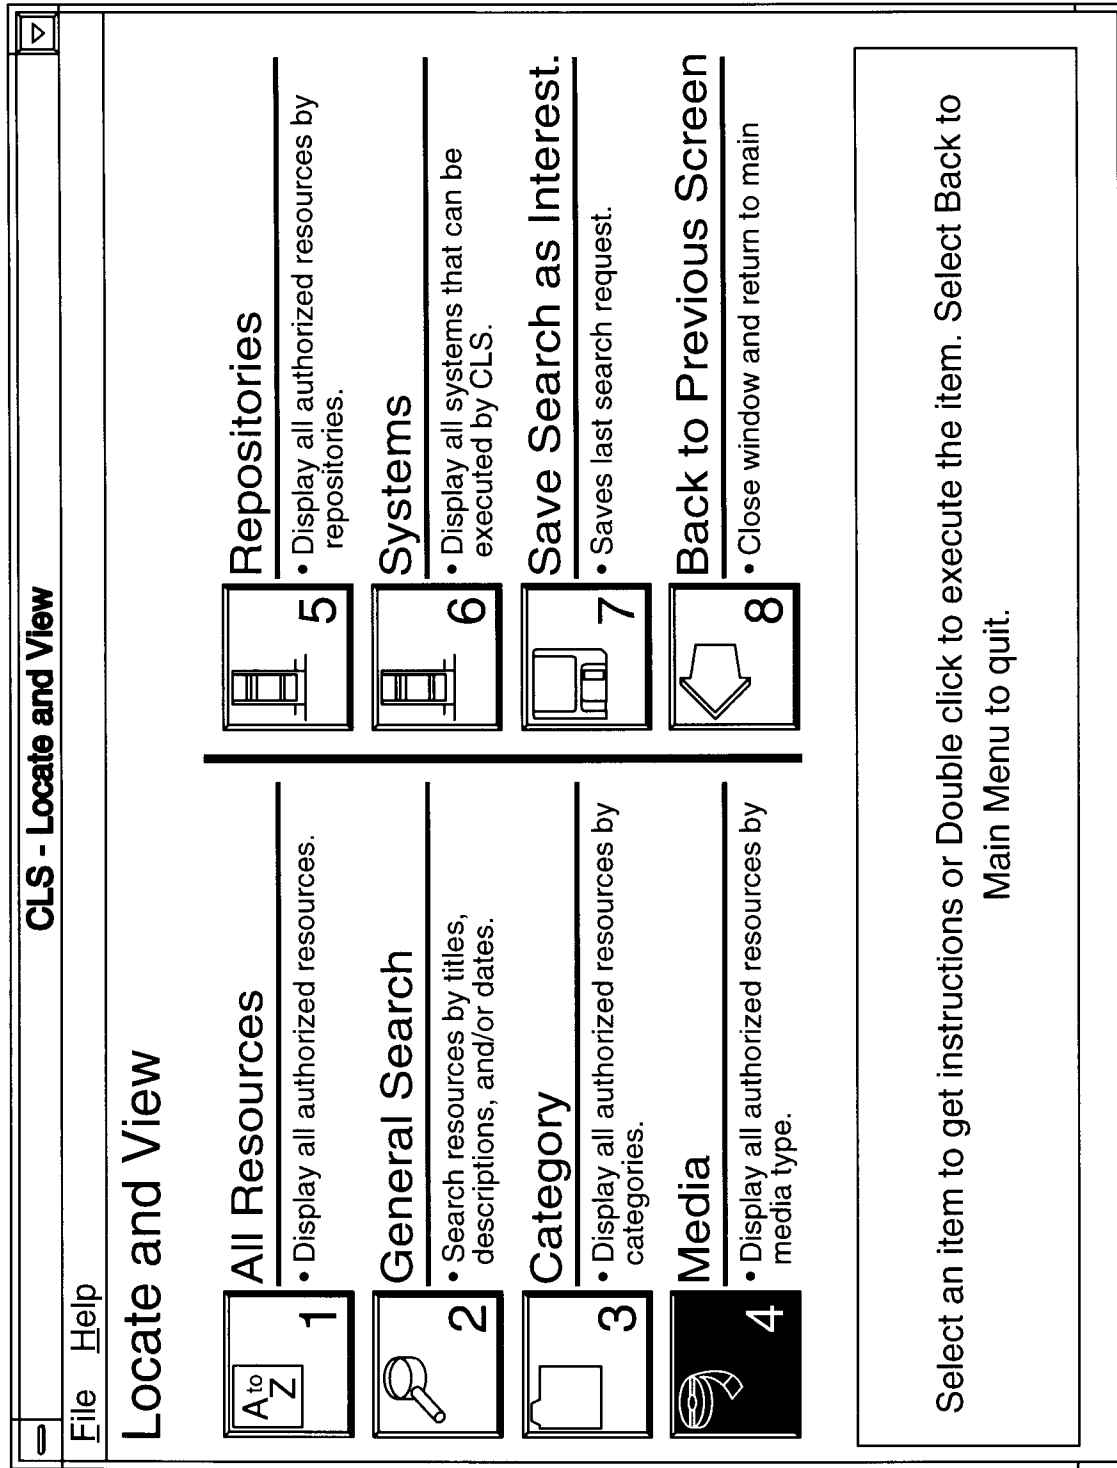 CLS - Locate and View
File Help
Locate and View
A to
Z
1
All Resources
• Display all authorized resources.
2
General Search
• Search resources by titles,
descriptions, and/or dates.
3
Category
• Display all authorized resources by
categories.
4
Media
• Display all authorized resources by
media type.
5
Repositories
• Display all authorized resources by
repositories.
6
Systems
• Display all systems that can be
executed by CLS.
7
Save Search as Interest.
• Saves last search request.
8
Back to Previous Screen
• Close window and return to main
Select an item to get instructions or Double click to execute the item. Select Back to
Main Menu to quit.